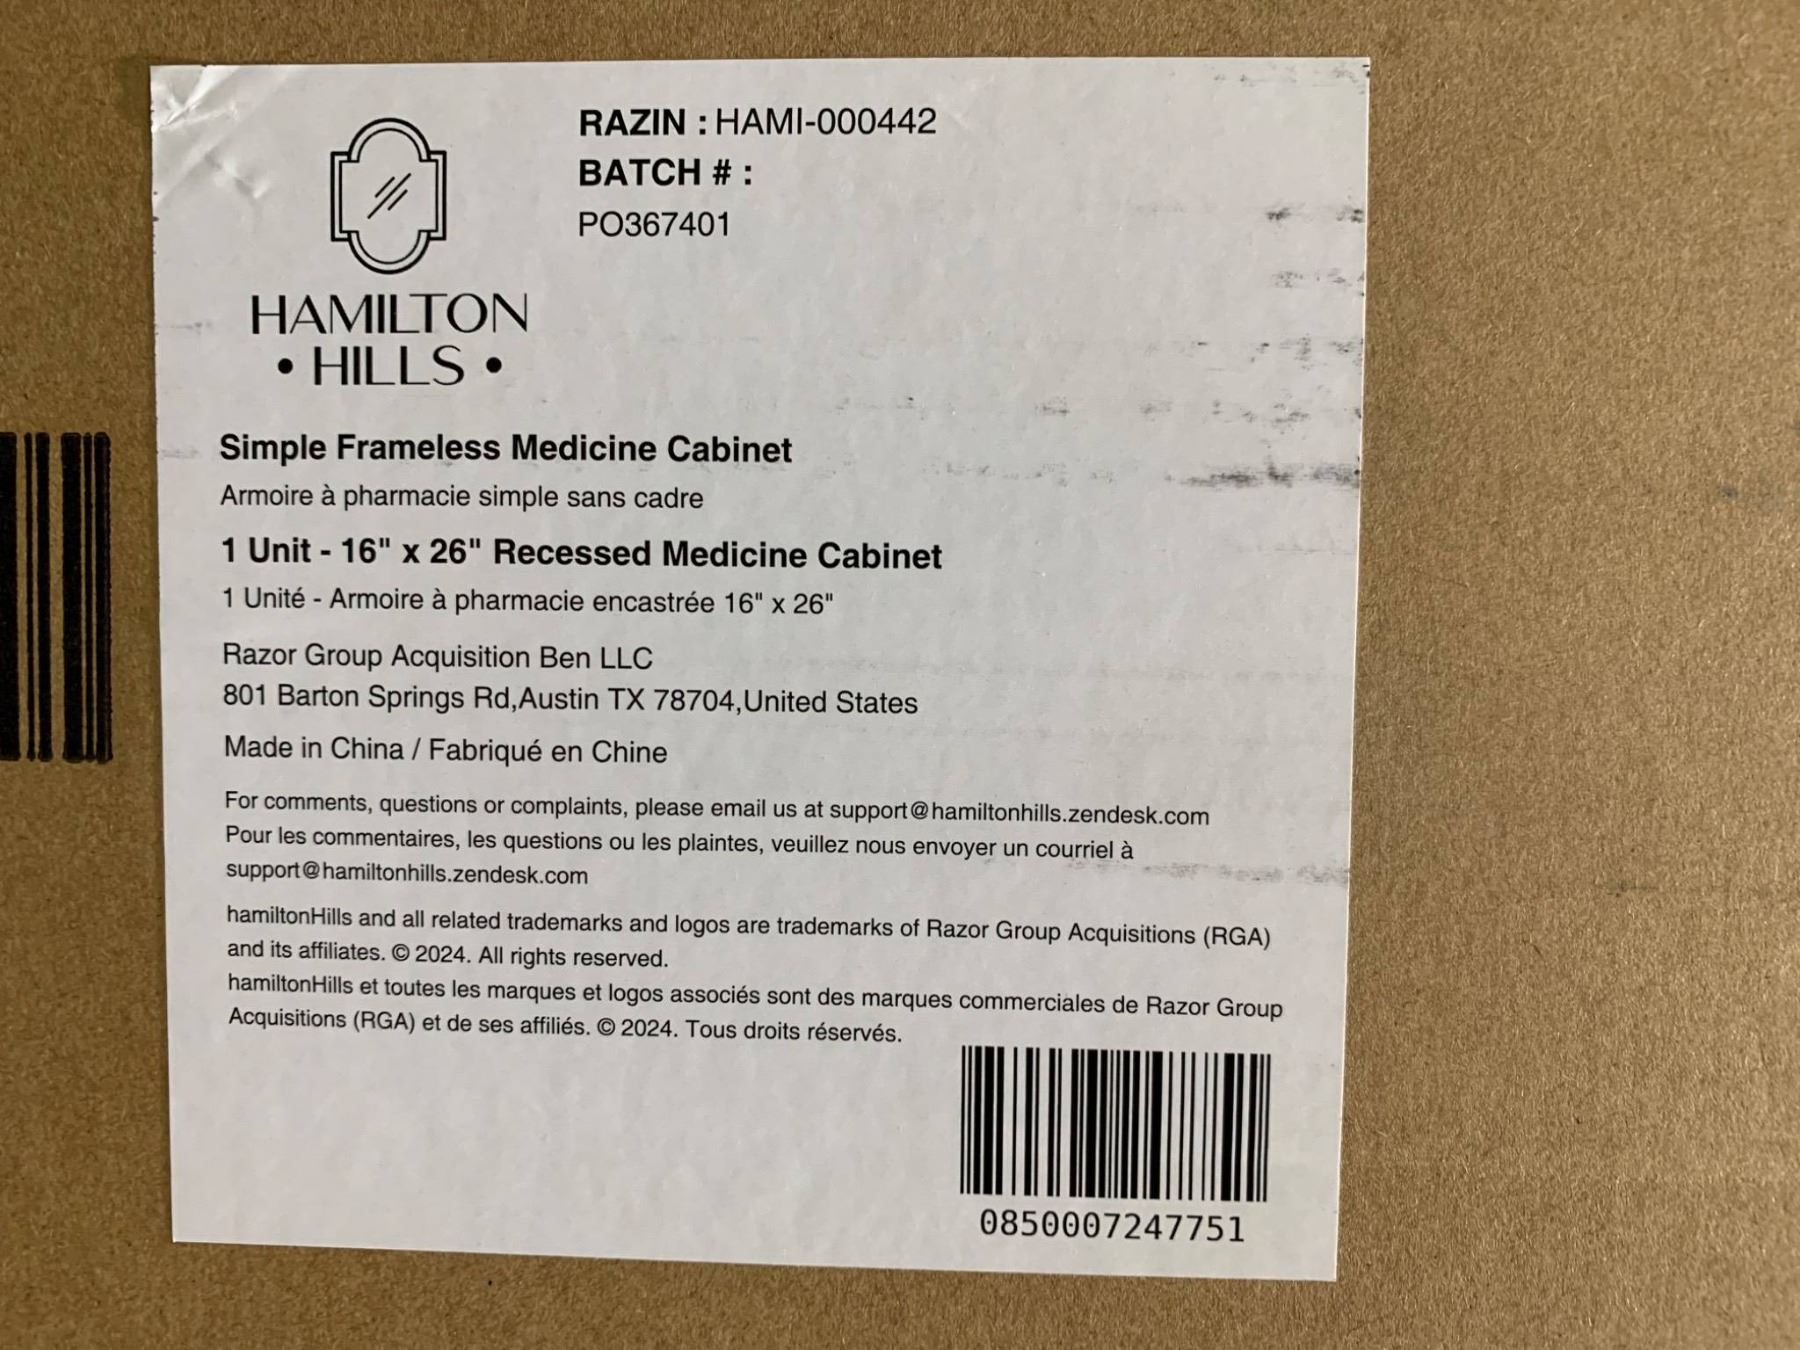 RAZIN : HAMI-000442
BATCH # :
PO367401
HAMILTON
• HILLS •
Simple Frameless Medicine Cabinet
Armoire à pharmacie simple sans cadre
1 Unit - 16" x 26" Recessed Medicine Cabinet
1 Unité - Armoire à pharmacie encastrée 16" x 26"
Razor Group Acquisition Ben LLC
801 Barton Springs Rd,Austin TX 78704,United States
Made in China / Fabriqué en Chine
For comments, questions or complaints, please email us at support@hamiltonhills.zendesk.com
Pour les commentaires, les questions ou les plaintes, veuillez nous envoyer un courriel à
support@hamiltonhills.zendesk.com
hamiltonHills and all related trademarks and logos are trademarks of Razor Group Acquisitions (RGA)
and its affiliates. © 2024. All rights reserved.
hamiltonHills et toutes les marques et logos associés sont des marques commerciales de Razor Group
Acquisitions (RGA) et de ses affiliés. © 2024. Tous droits réservés.
0850007247751